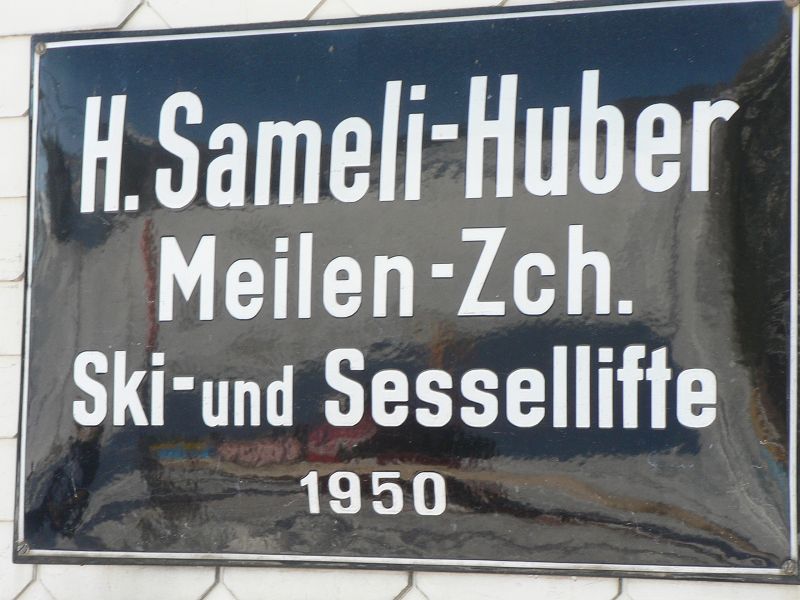 H. Sameli-Huber
Meilen-Zch.
Ski- und Sessellifte
1950